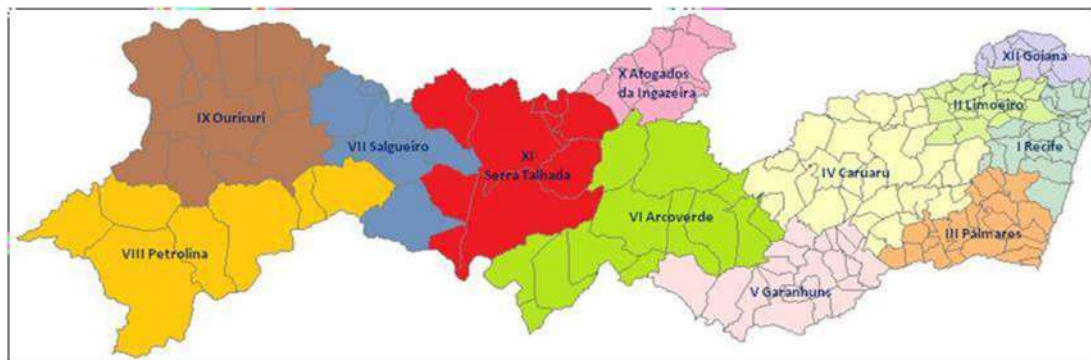 XII Goiana
X Afogados
da Ingazeira
II Limoeiro
IX Ouricuri
I Recife
VII Salgueiro
XI
Serra Talhada
IV Caruaru
VI Arcoverde
III Palmares
VIII Petrolina
V Garanhuns